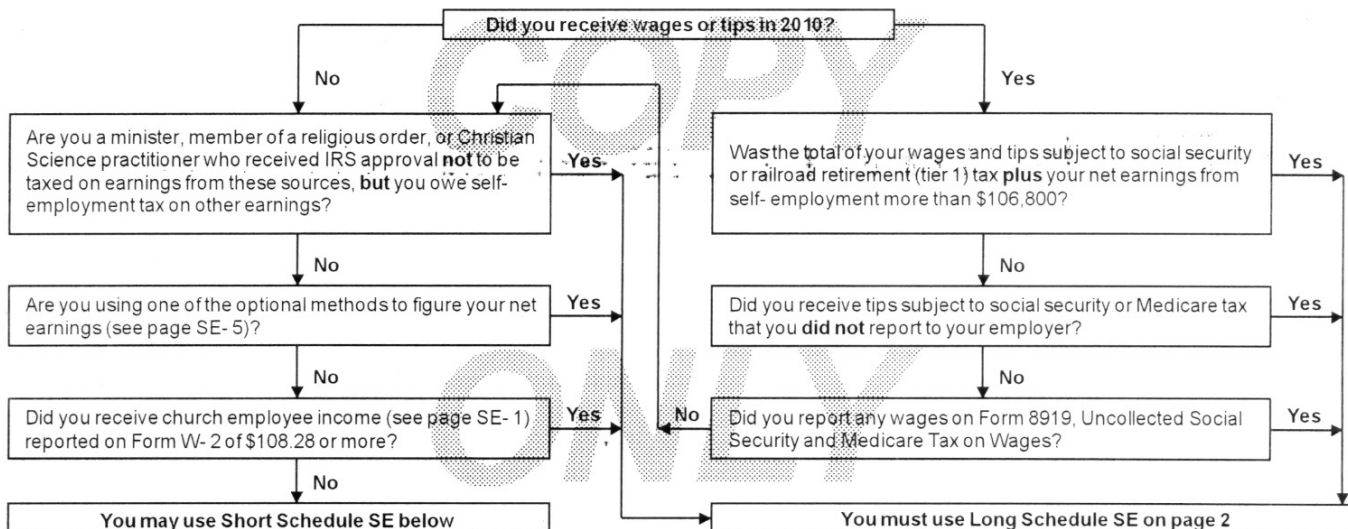 Did you receive wages or tips in 2010?
No
Yes
Are you a minister, member of a religious order, or Christian
Science practitioner who received IRS approval not to be
taxed on earnings from these sources, but you owe self-
employment tax on other earnings?
Yes
Was the total of your wages and tips subject to social security
or railroad retirement (tier 1) tax plus your net earnings from
self- employment more than $106,800?
Yes
No
No
Are you using one of the optional methods to figure your net
earnings (see page SE- 5)?
Yes
Did you receive tips subject to social security or Medicare tax
that you did not report to your employer?
Yes
No
No
Did you receive church employee income (see page SE- 1)
reported on Form W- 2 of $108.28 or more?
Yes
No
Did you report any wages on Form 8919, Uncollected Social
Security and Medicare Tax on Wages?
Yes
No
You may use Short Schedule SE below
You must use Long Schedule SE on page 2
COPY
ONLY